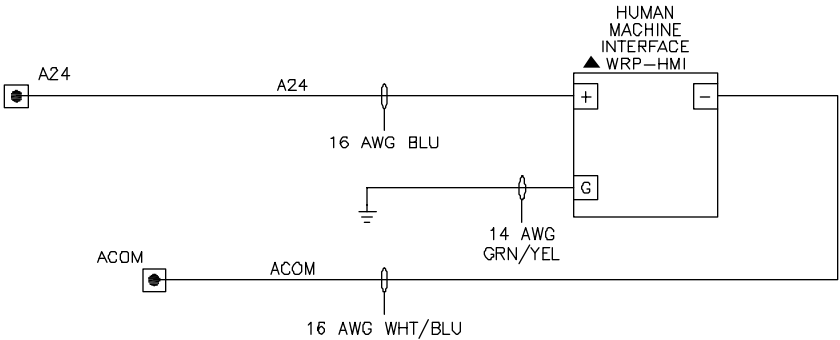 HUMAN
MACHINE
INTERFACE
WRP-HMI
A24
A24
+
-
16 AWG BLU
G
14 AWG
GRN/YEL
ACOM
ACOM
16 AWG WHT/BLU